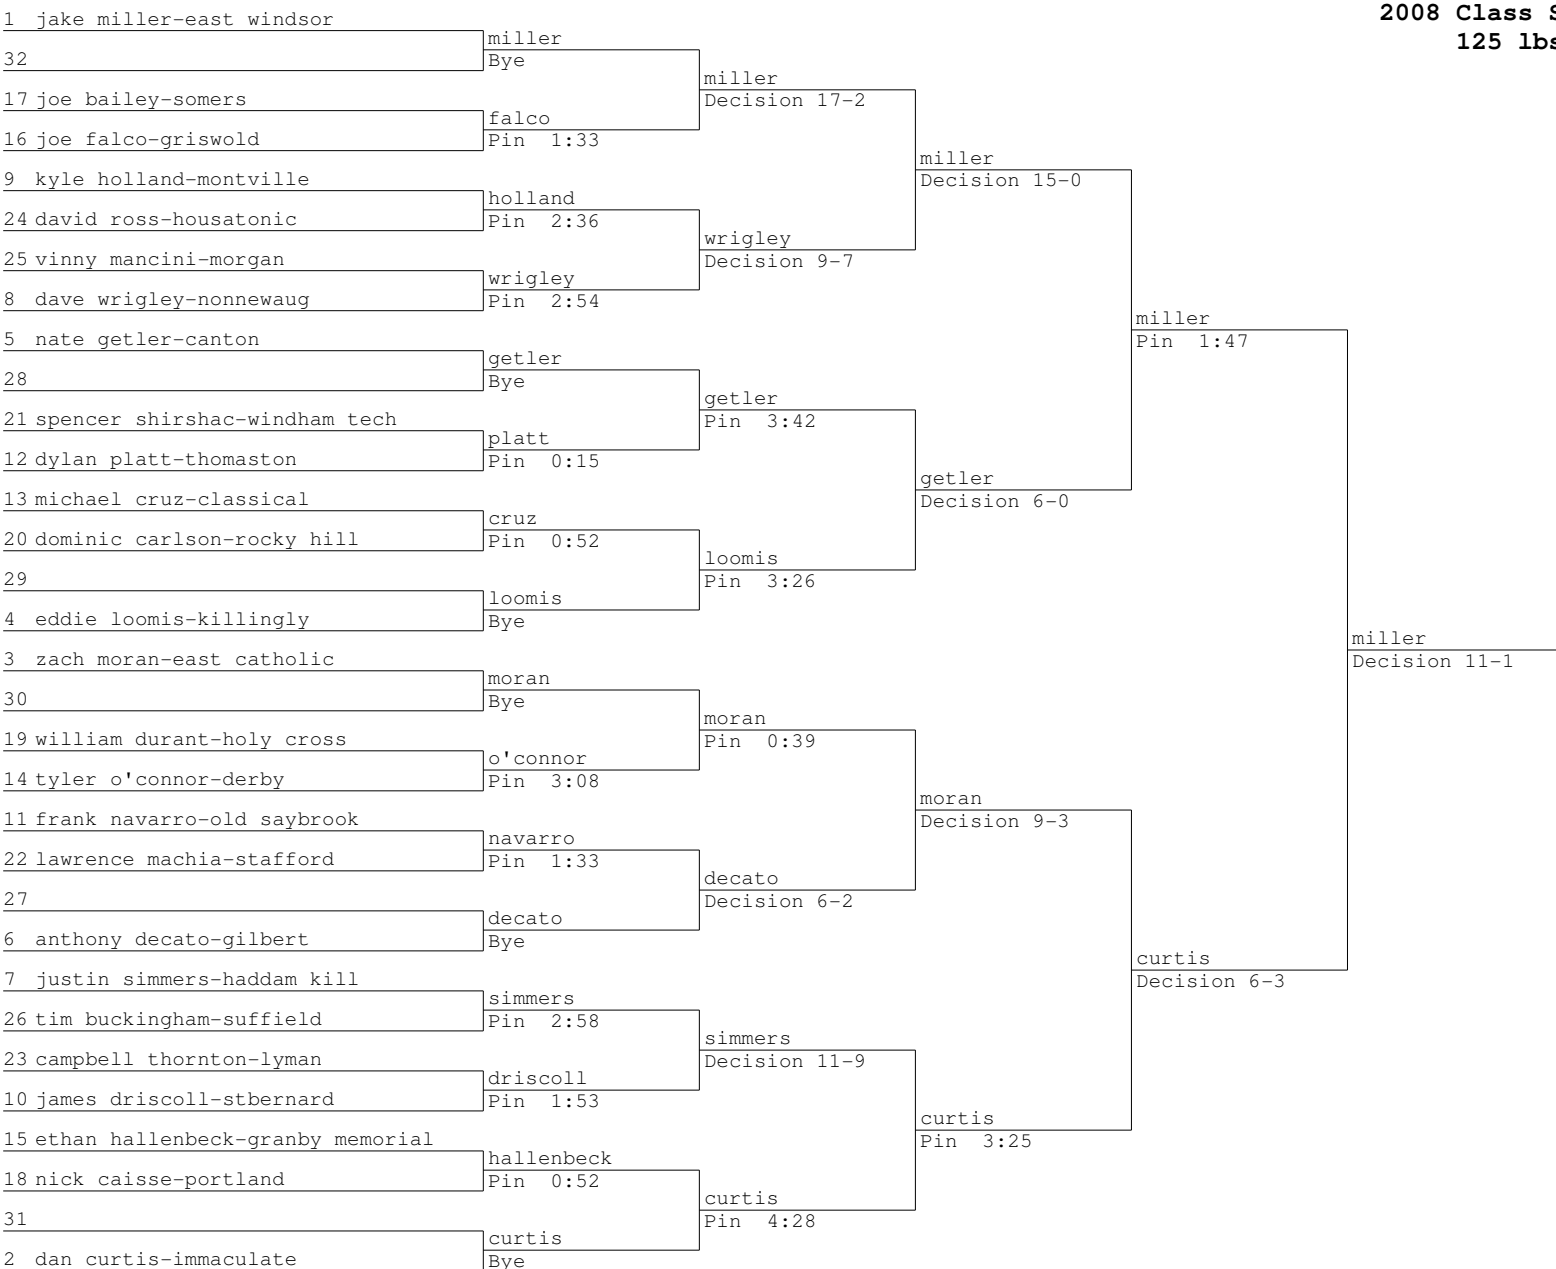 2008 Class S
125 lbs
1 jake miller-east windsor
32
17 joe bailey-somers
16 joe falco-griswold
9 kyle holland-montville
24 david ross-housatonic
25 vinny mancini-morgan
8 dave wrigley-nonnewaug
5 nate getler-canton
28
21 spencer shirshac-windham tech
12 dylan platt-thomaston
13 michael cruz-classical
20 dominic carlson-rocky hill
29
4 eddie loomis-killingly
3 zach moran-east catholic
30
19 william durant-holy cross
14 tyler o'connor-derby
11 frank navarro-old saybrook
22 lawrence machia-stafford
27
6 anthony decato-gilbert
7 justin simmers-haddam kill
26 tim buckingham-suffield
23 campbell thornton-lyman
10 james driscoll-stbernard
15 ethan hallenbeck-granby memorial
18 nick caisse-portland
31
2 dan curtis-immaculate
miller
Bye
falco
Pin 1:33
holland
Pin 2:36
wrigley
Pin 2:54
getler
Bye
platt
Pin 0:15
cruz
Pin 0:52
loomis
Bye
moran
Bye
o'connor
Pin 3:08
navarro
Pin 1:33
decato
Bye
simmers
Pin 2:58
driscoll
Pin 1:53
hallenbeck
Pin 0:52
curtis
Bye
miller
Decision 17-2
wrigley
Decision 9-7
getler
Pin 3:42
loomis
Pin 3:26
moran
Pin 0:39
decato
Decision 6-2
simmers
Decision 11-9
curtis
Pin 4:28
miller
Decision 15-0
getler
Decision 6-0
moran
Decision 9-3
curtis
Pin 3:25
miller
Pin 1:47
curtis
Decision 6-3
miller
Decision 11-1